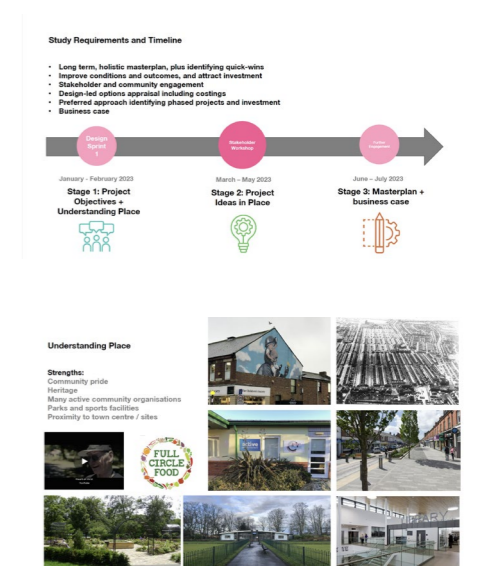 Study Requirements and Timeline
• Long term, holistic masterplan, plus identifying quick-wins
• Improve conditions and outcomes, and attract investment
• Stakeholder and community engagement
• Design-led options appraisal including costings
• Preferred approach identifying phased projects and investment
• Business case
Design
Sprint
1
Stakeholder
Workshop
Engagement
January - February 2023
March – May 2023
June – July 2023
Stage 1: Project
Objectives +
Understanding Place
Stage 2: Project
Ideas in Place
Stage 3: Masterplan +
business case
Understanding Place
Strengths:
Community pride
Heritage
Many active community organisations
Parks and sports facilities
Proximity to town centre / sites
FULL
CIRCLE
FOOD
LIBRARY